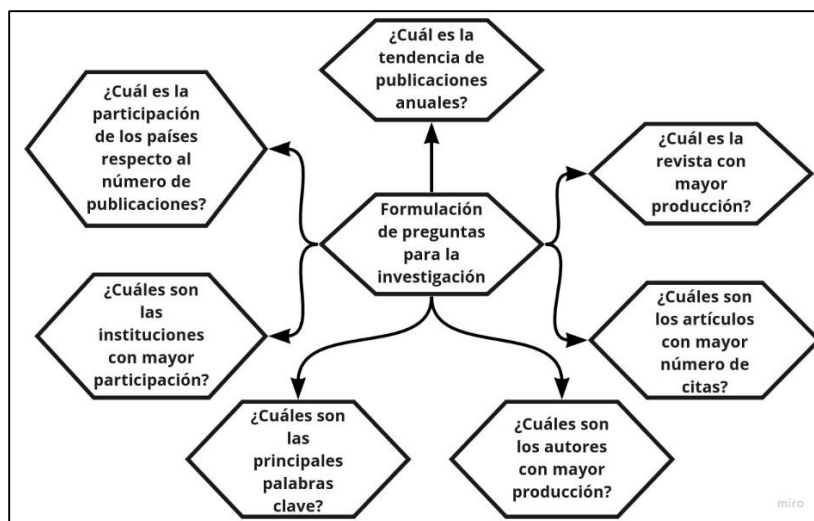 ¿Cuál es la
tendencia de
publicaciones
anuales?
¿Cuál es la
participación
de los países
respecto al
número de
publicaciones?
¿Cuál es la
revista con
mayor
producción?
Formulación
de preguntas
para la
investigación
¿Cuáles son
las
instituciones
con mayor
participación?
¿Cuáles son
los artículos
con mayor
número de
citas?
¿Cuáles son
las
principales
palabras
clave?
¿Cuáles son
los autores
con mayor
producción?
miro